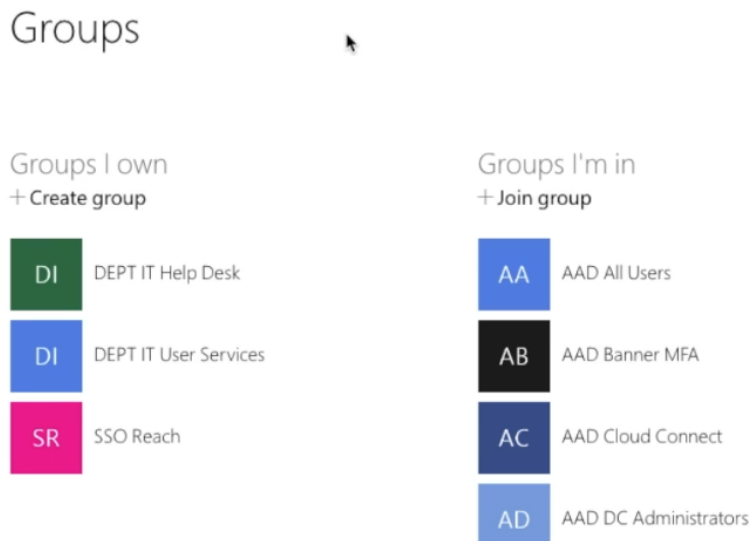 Groups
Groups I own
+ Create group
DI DEPT IT Help Desk
DI DEPT IT User Services
SR SSO Reach
Groups I'm in
+ Join group
AA AAD All Users
AB AAD Banner MFA
AC AAD Cloud Connect
AD AAD DC Administrators